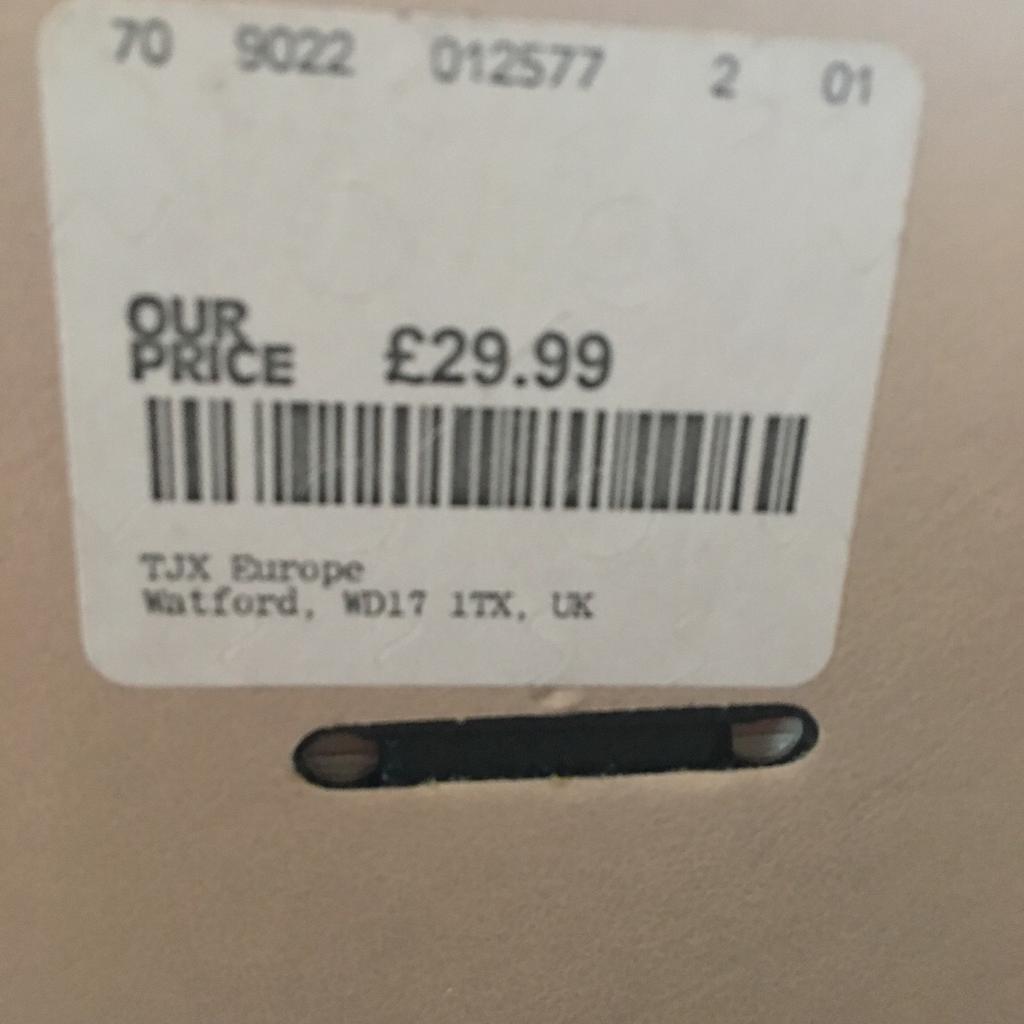 70 9022 012577 2 01
OUR
PRICE £29.99
TJX Europe
Watford, WD17 1TX, UK